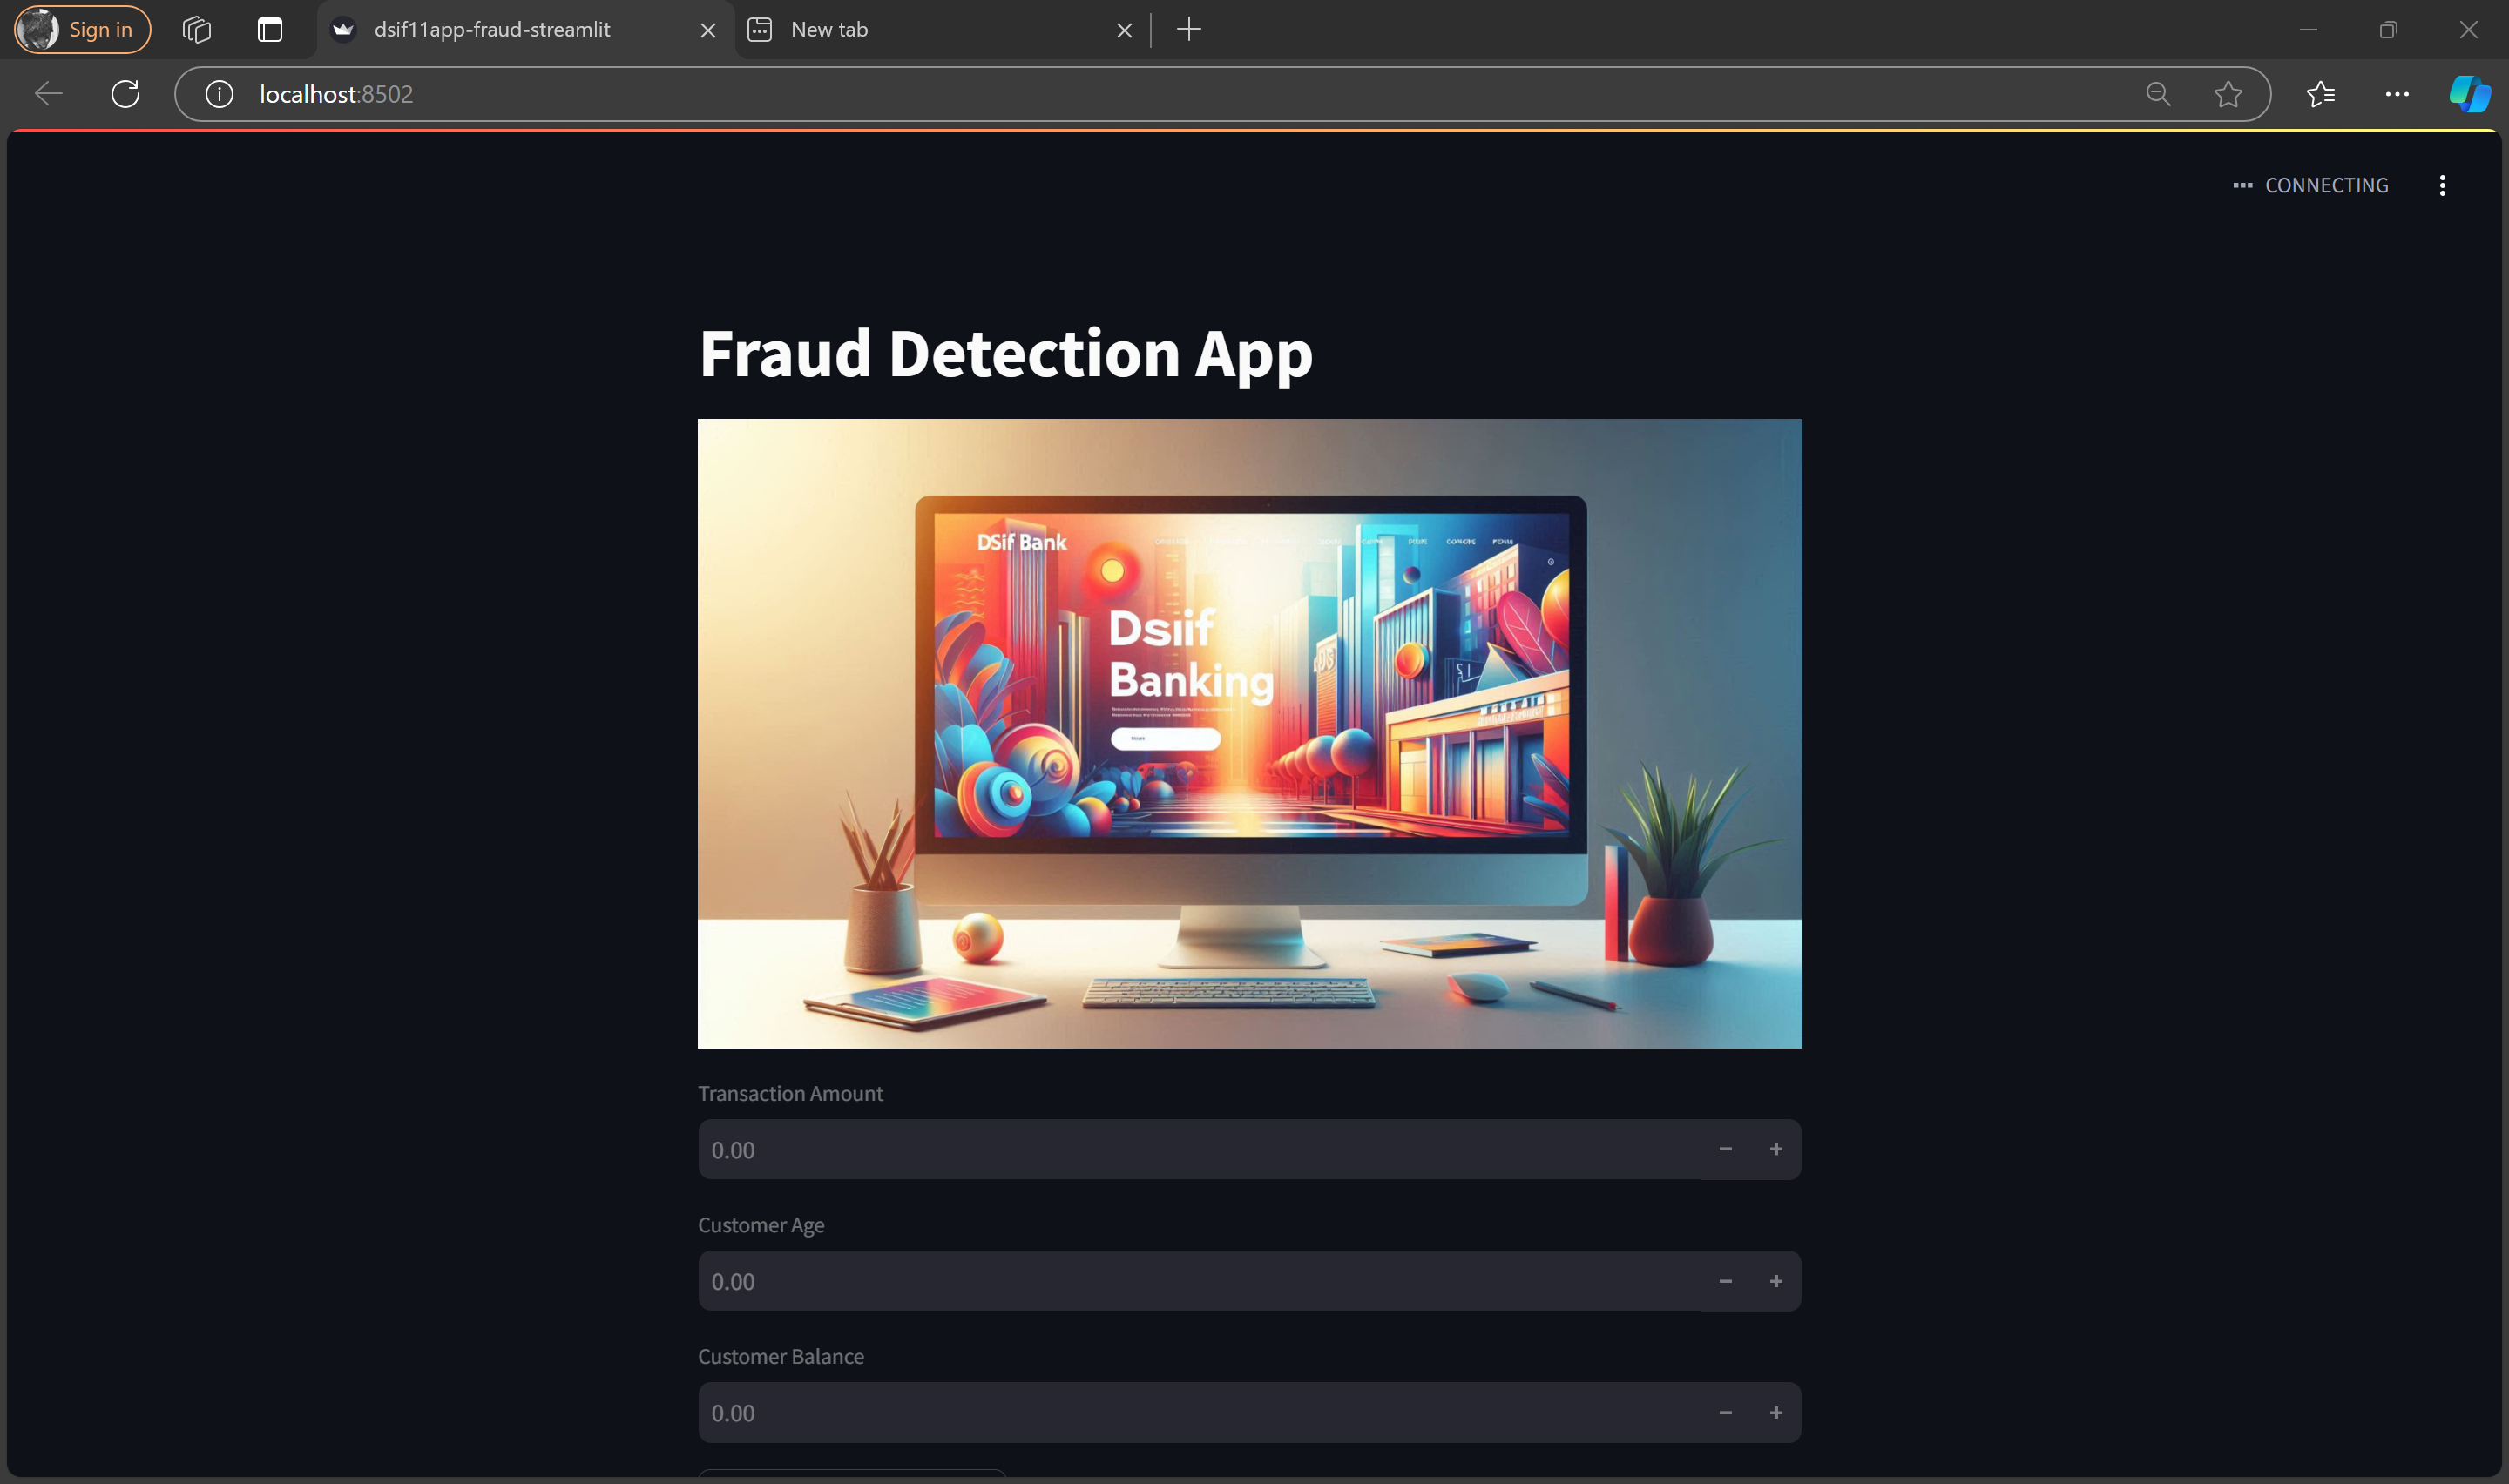 Sign in
dsif11app-fraud-streamlit
New tab
localhost:8502
CONNECTING
Fraud Detection App
DSif Bank
Dsiif
Banking
Transaction Amount
0.00
Customer Age
0.00
Customer Balance
0.00